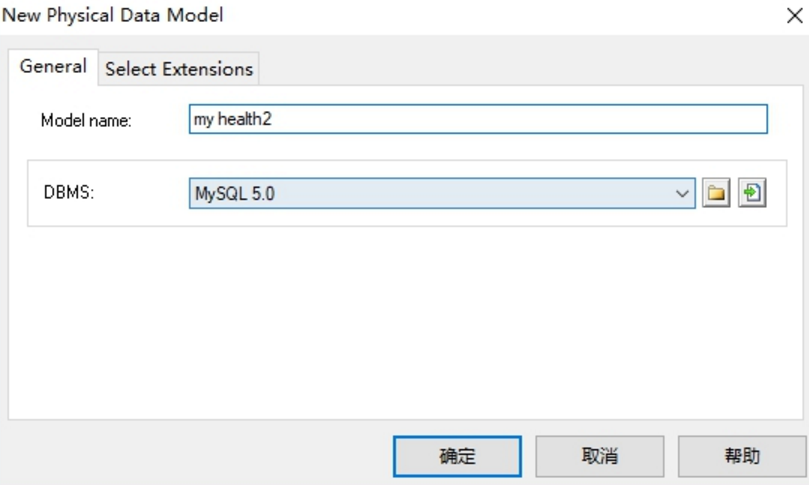 New Physical Data Model
General
Select Extensions
Model name:
my health2
DBMS:
MySQL 5.0
确定
取消
帮助